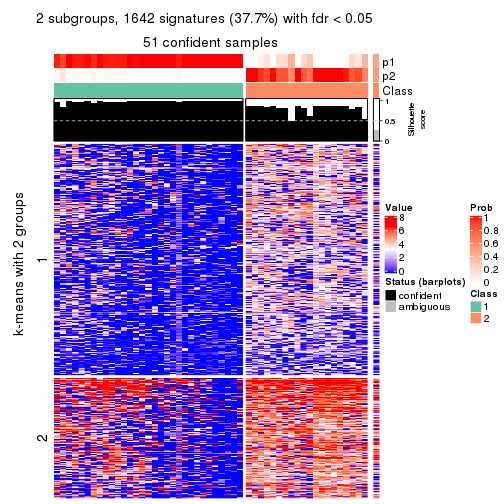 2 subgroups, 1642 signatures (37.7%) with fdr < 0.05
51 confident samples
p1
p2
Class
1
0.5
0
Silhouette
score
k-means with 2 groups
1
2
Value
8
6
4
2
0
Status (barplots)
confident
ambiguous
Prob
1
0.8
0.6
0.4
0.2
0
Class
1
2